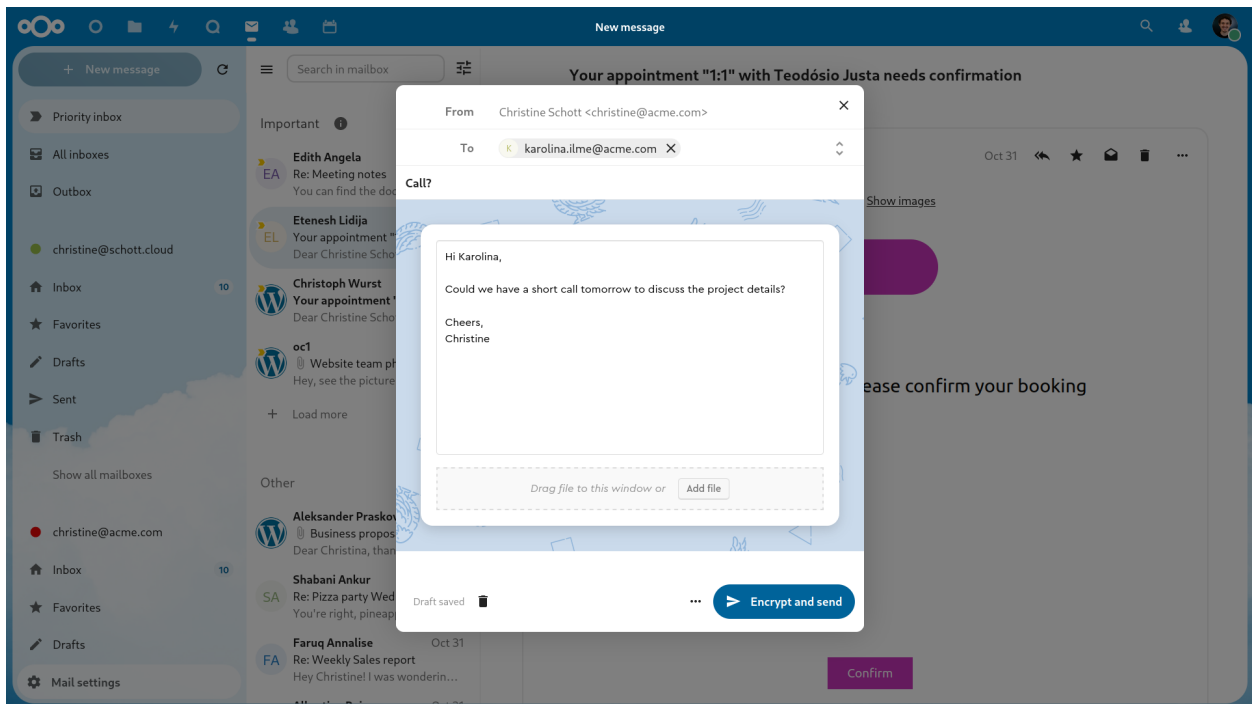 New message
+ New message
Search in mailbox
Your appointment "1:1" with Teodósio Justa needs confirmation
Priority inbox
All inboxes
Outbox
christine@schott.cloud
Inbox 10
Favorites
Drafts
Sent
Trash
Show all mailboxes
christine@acme.com
Inbox 10
Favorites
Drafts
Mail settings
Important
EA
Edith Angela
Re: Meeting notes
You can find the doc
EL
Etenesh Lidija
Your appointment "
Dear Christine Scho
Christoph Wurst
Your appointment "
Dear Christine Scho
oc1
Website team ph
Hey, see the picture
+ Load more
Other
Aleksander Praskov
Business propos
Dear Christina, than
SA
Shabani Ankur
Re: Pizza party Wed
You're right, pineap
FA
Faruq Annalise Oct 31
Re: Weekly Sales report
Hey Christine! I was wonderin...
From Christine Schott <christine@acme.com>
To K karolina.ilme@acme.com
Call?
Hi Karolina,
Could we have a short call tomorrow to discuss the project details?
Cheers,
Christine
Drag file to this window or Add file
Draft saved
Encrypt and send
Oct 31
Show images
ease confirm your booking
Confirm